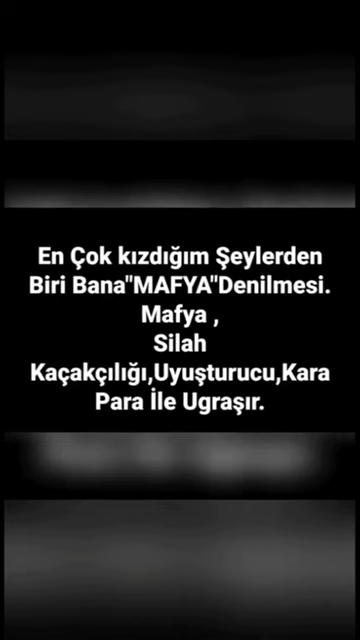 En Çok kızdığım Şeylerden
Biri Bana"MAFYA"Denilmesi.
Mafya ,
Silah
Kaçakçılığı,Uyuşturucu,Kara
Para İle Ugraşır.